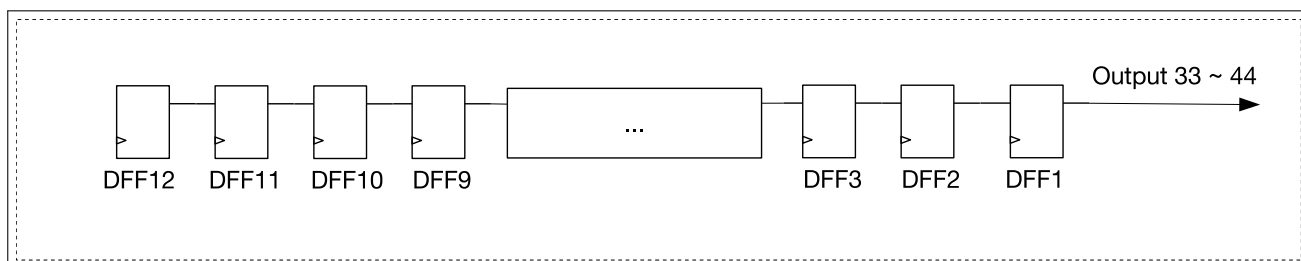 Output 33 ~ 44
...
DFF12 DFF11 DFF10 DFF9 DFF3 DFF2 DFF1